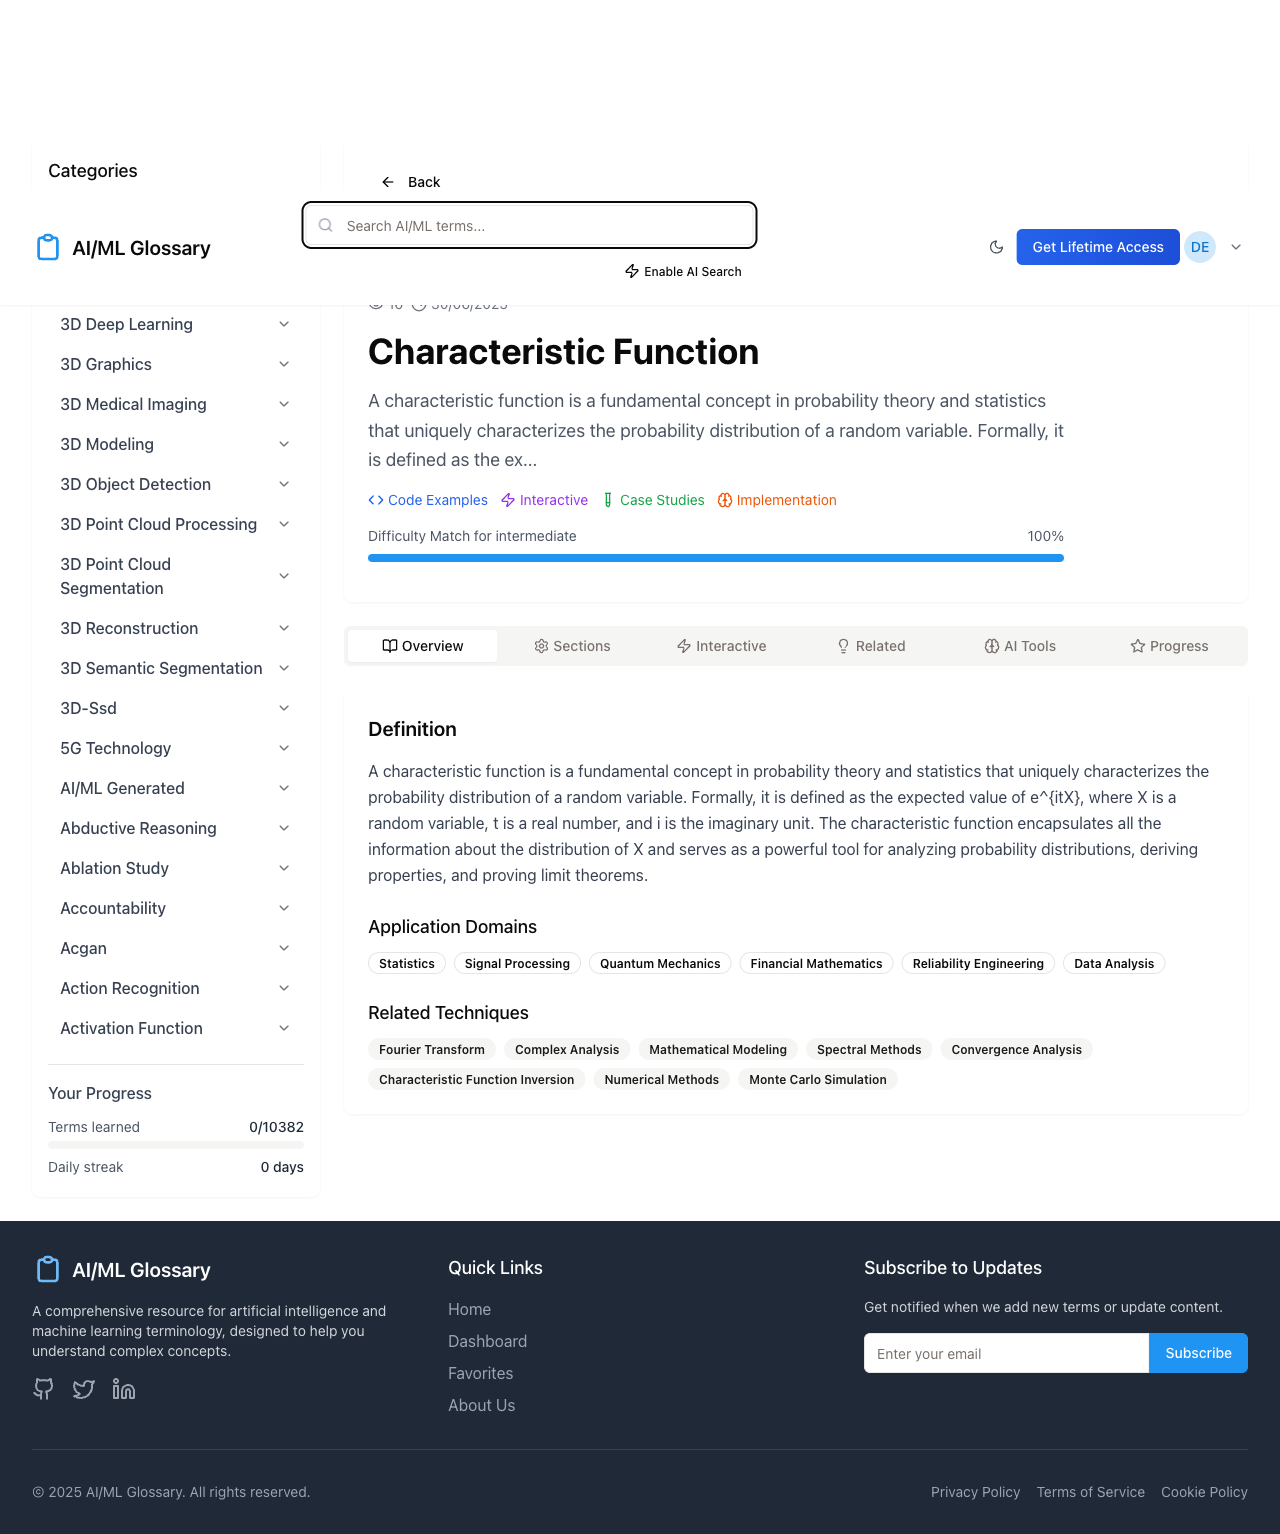 Categories
Back
Search AI/ML terms...
AI/ML Glossary
Get Lifetime Access
DE
Enable AI Search
3D Deep Learning
3D Graphics
3D Medical Imaging
3D Modeling
3D Object Detection
3D Point Cloud Processing
3D Point Cloud
Segmentation
3D Reconstruction
3D Semantic Segmentation
3D-Ssd
5G Technology
AI/ML Generated
Abductive Reasoning
Ablation Study
Accountability
Acgan
Action Recognition
Activation Function
Your Progress
Terms learned 0/10382
Daily streak 0 days
Characteristic Function
A characteristic function is a fundamental concept in probability theory and statistics
that uniquely characterizes the probability distribution of a random variable. Formally, it
is defined as the ex...
Code Examples Interactive Case Studies Implementation
Difficulty Match for intermediate 100%
Overview Sections Interactive Related AI Tools Progress
Definition
A characteristic function is a fundamental concept in probability theory and statistics that uniquely characterizes the
probability distribution of a random variable. Formally, it is defined as the expected value of e^{itX}, where X is a
random variable, t is a real number, and i is the imaginary unit. The characteristic function encapsulates all the
information about the distribution of X and serves as a powerful tool for analyzing probability distributions, deriving
properties, and proving limit theorems.
Application Domains
Statistics Signal Processing Quantum Mechanics Financial Mathematics Reliability Engineering Data Analysis
Related Techniques
Fourier Transform Complex Analysis Mathematical Modeling Spectral Methods Convergence Analysis
Characteristic Function Inversion Numerical Methods Monte Carlo Simulation
AI/ML Glossary
A comprehensive resource for artificial intelligence and
machine learning terminology, designed to help you
understand complex concepts.
Quick Links
Home
Dashboard
Favorites
About Us
Subscribe to Updates
Get notified when we add new terms or update content.
Enter your email Subscribe
© 2025 AI/ML Glossary. All rights reserved.
Privacy Policy Terms of Service Cookie Policy